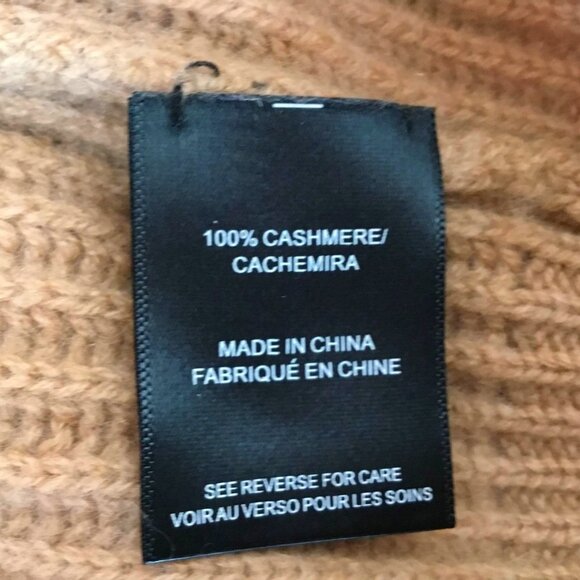 100% CASHMERE/
CACHEMIRA
MADE IN CHINA
FABRIQUÉ EN CHINE
SEE REVERSE FOR CARE
VOIR AU VERSO POUR LES SOINS